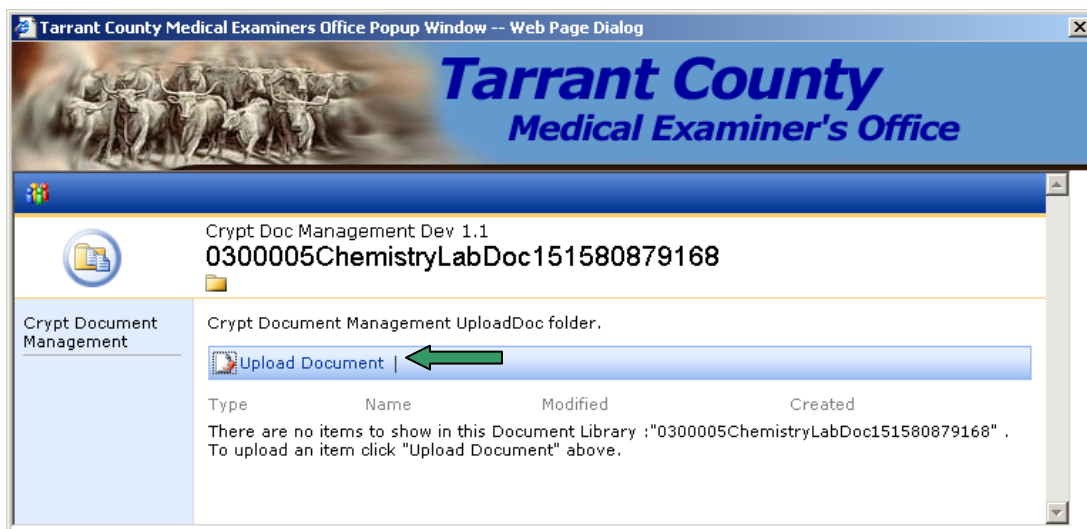 Tarrant County Medical Examiners Office Popup Window -- Web Page Dialog
Tarrant County
Medical Examiner's Office
Crypt Doc Management Dev 1.1
0300005ChemistryLabDoc151580879168
Crypt Document
Management
Crypt Document Management UploadDoc folder.
Upload Document |
Type Name Modified Created
There are no items to show in this Document Library :"0300005ChemistryLabDoc151580879168" .
To upload an item click "Upload Document" above.